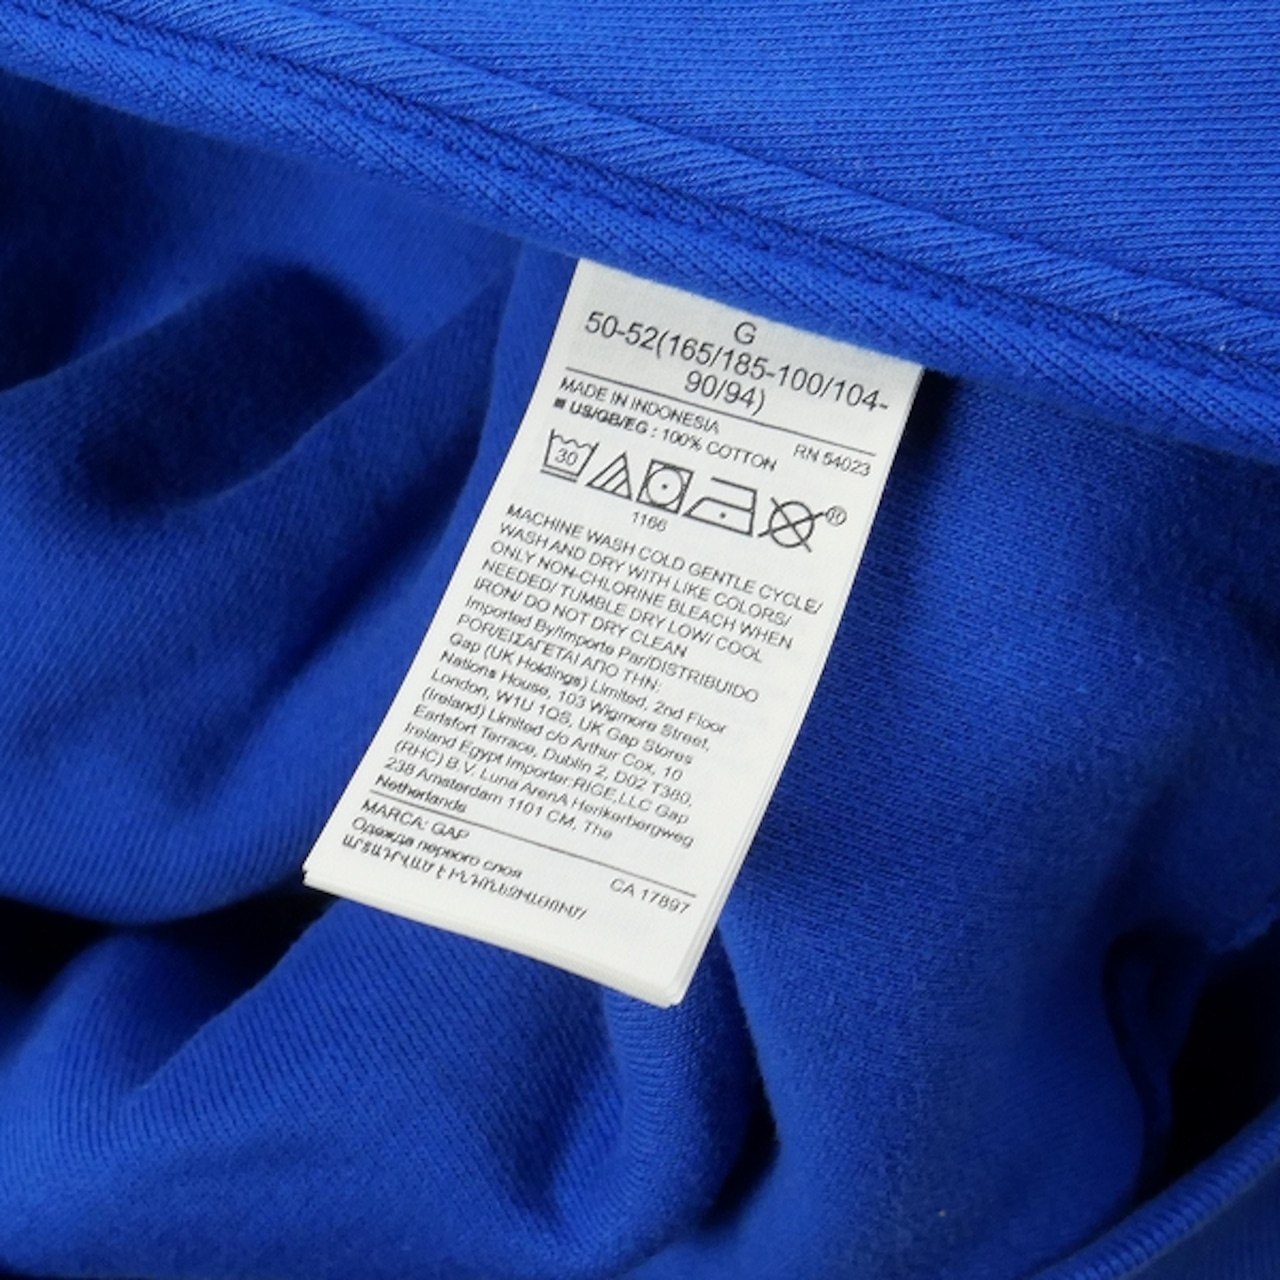 G
50-52(165/185-100/104-
90/94)
MADE IN INDONESIA
RN 54023
■ US/GB/EG : 100% COTTON
30
1166
MACHINE WASH COLD GENTLE CYCLE/
WASH AND DRY WITH LIKE COLORS/
ONLY NON-CHLORINE BLEACH WHEN
NEEDED/ TUMBLE DRY LOW/ COOL
IRON/ DO NOT DRY CLEAN
Imported By/Importe Par/DISTRIBUIDO
POR/ΕΙΣΑΓΕΤΑΙ ΑΠΟ ΤΗΝ:
Gap (UK Holdings) Limited, 2nd Floor
Nations House, 103 Wigmore Street,
London, W1U 1QS, UK Gap Stores
(Ireland) Limited c/o Arthur Cox, 10
Earlsfort Terrace, Dublin 2, D02 T380,
Ireland Egypt Importer:RIGE,LLC Gap
(RHC) B.V. Luna ArenA Herikerbergweg
238 Amsterdam 1101 CM, The
Netherlands
MARCA: GAP
CA 17897
Одежда первого слоя